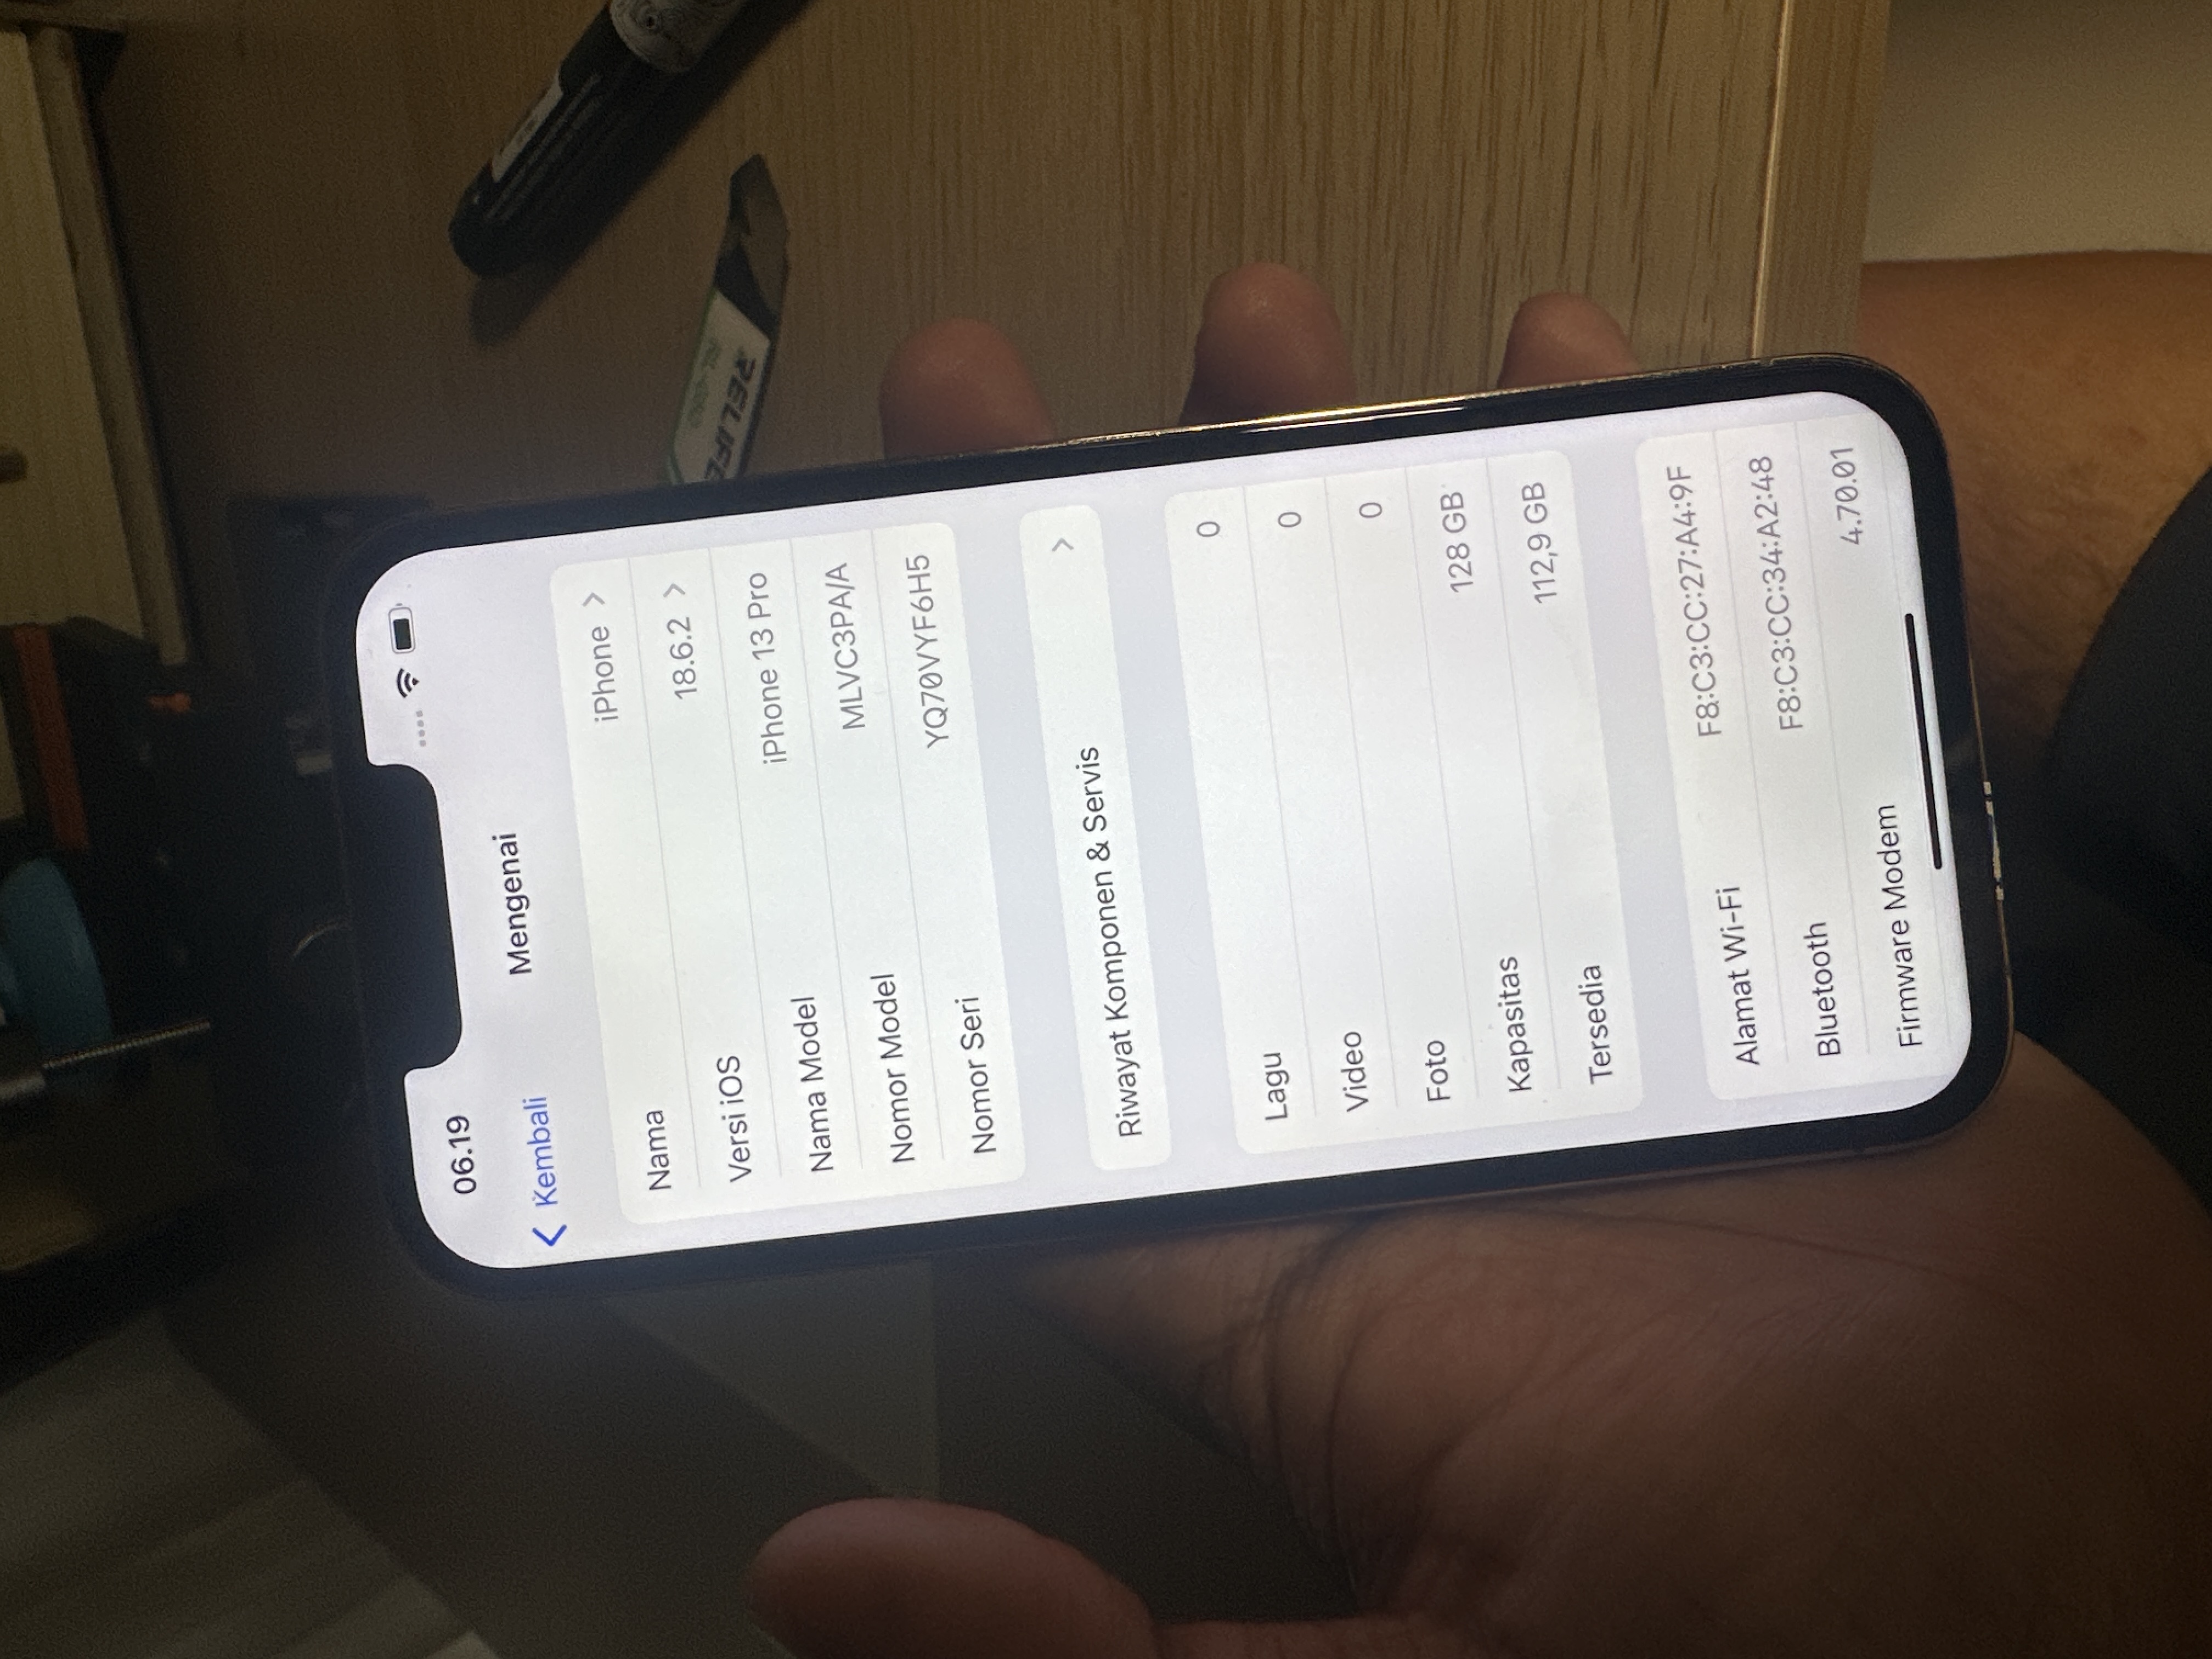 06.19
Kembali
Mengenai
Nama iPhone
Versi iOS 18.6.2
Nama Model iPhone 13 Pro
Nomor Model MLVC3PA/A
Nomor Seri YQ70VYF6H5
Riwayat Komponen & Servis
Lagu 0
Video 0
Foto 0
Kapasitas 128 GB
Tersedia 112,9 GB
Alamat Wi-Fi F8:C3:CC:27:A4:9F
Bluetooth F8:C3:CC:34:A2:48
Firmware Modem 4.70.01
RELIFE